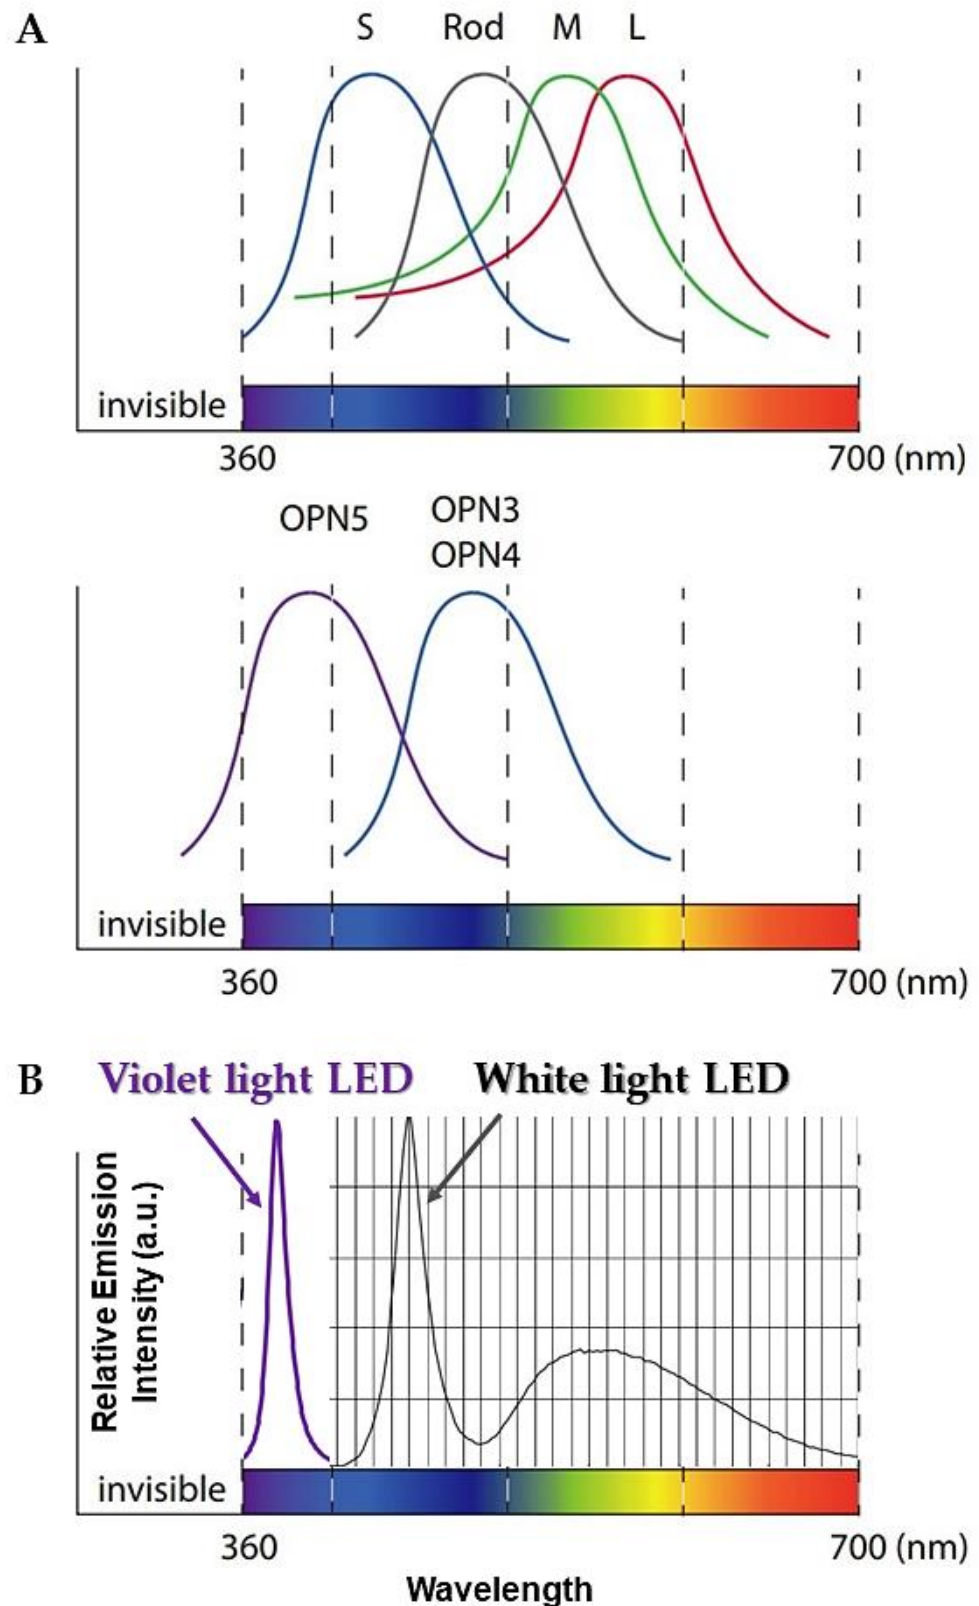 A
S Rod M L
invisible
360 700 (nm)
OPN5 OPN3
OPN4
invisible
360 700 (nm)
B Violet light LED White light LED
Relative Emission
Intensity (a.u.)
invisible
360 700 (nm)
Wavelength